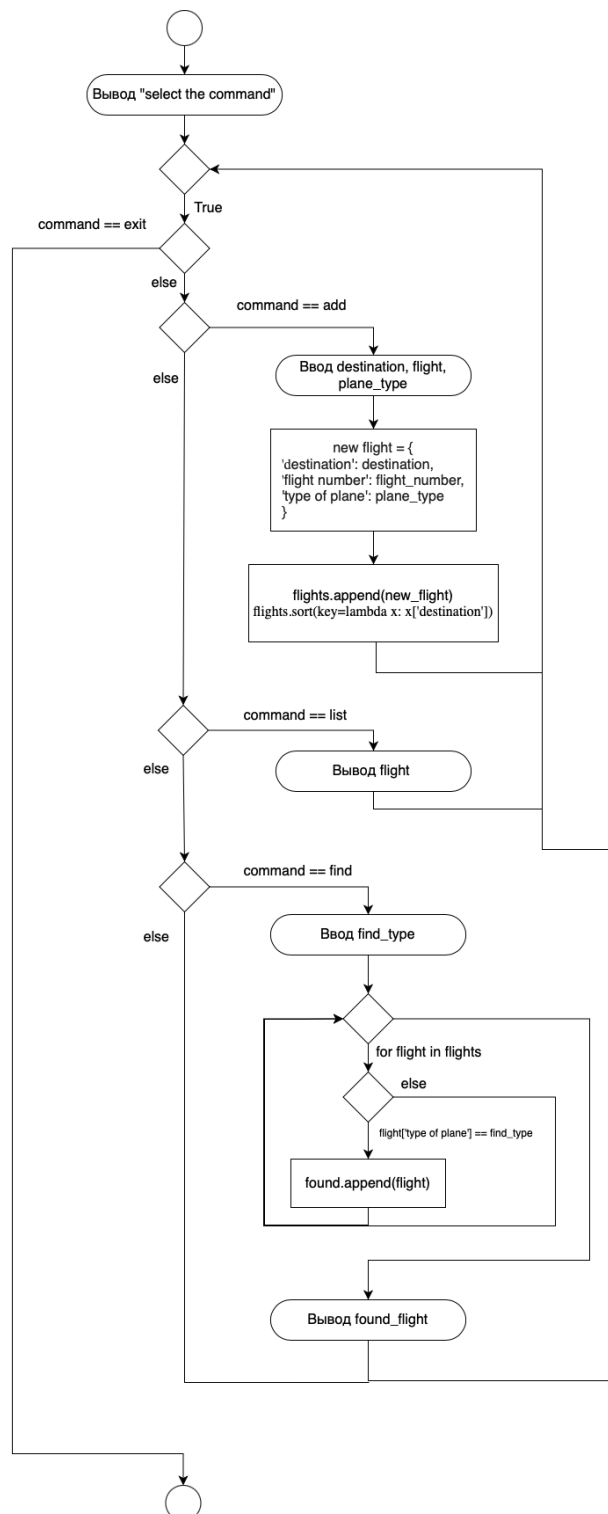 Вывод "select the command"
True
command == exit
else
command == add
else
Ввод destination, flight,
plane_type
new flight = {
'destination': destination,
'flight number': flight_number,
'type of plane': plane_type
}
flights.append(new_flight)
flights.sort(key=lambda x: x['destination'])
command == list
else
Вывод flight
command == find
else
Ввод find_type
for flight in flights
else
flight['type of plane'] == find_type
found.append(flight)
Вывод found_flight